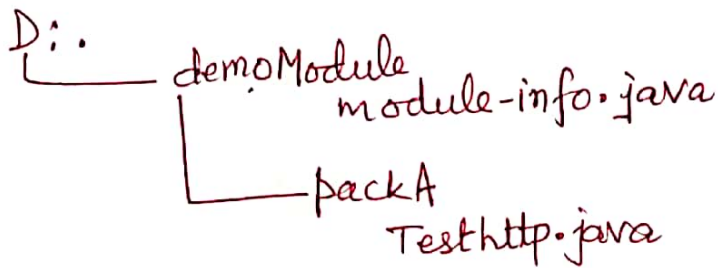 D:.
demoModule
module-info.java
packA
Testhttp.java